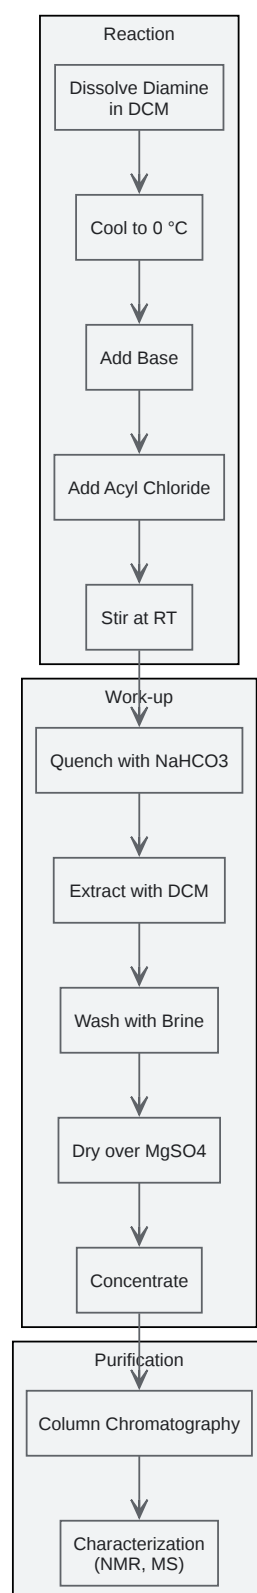 Reaction
Dissolve Diamine
in DCM
Cool to 0 °C
Add Base
Add Acyl Chloride
Stir at RT
Work-up
Quench with NaHCO3
Extract with DCM
Wash with Brine
Dry over MgSO4
Concentrate
Purification
Column Chromatography
Characterization
(NMR, MS)